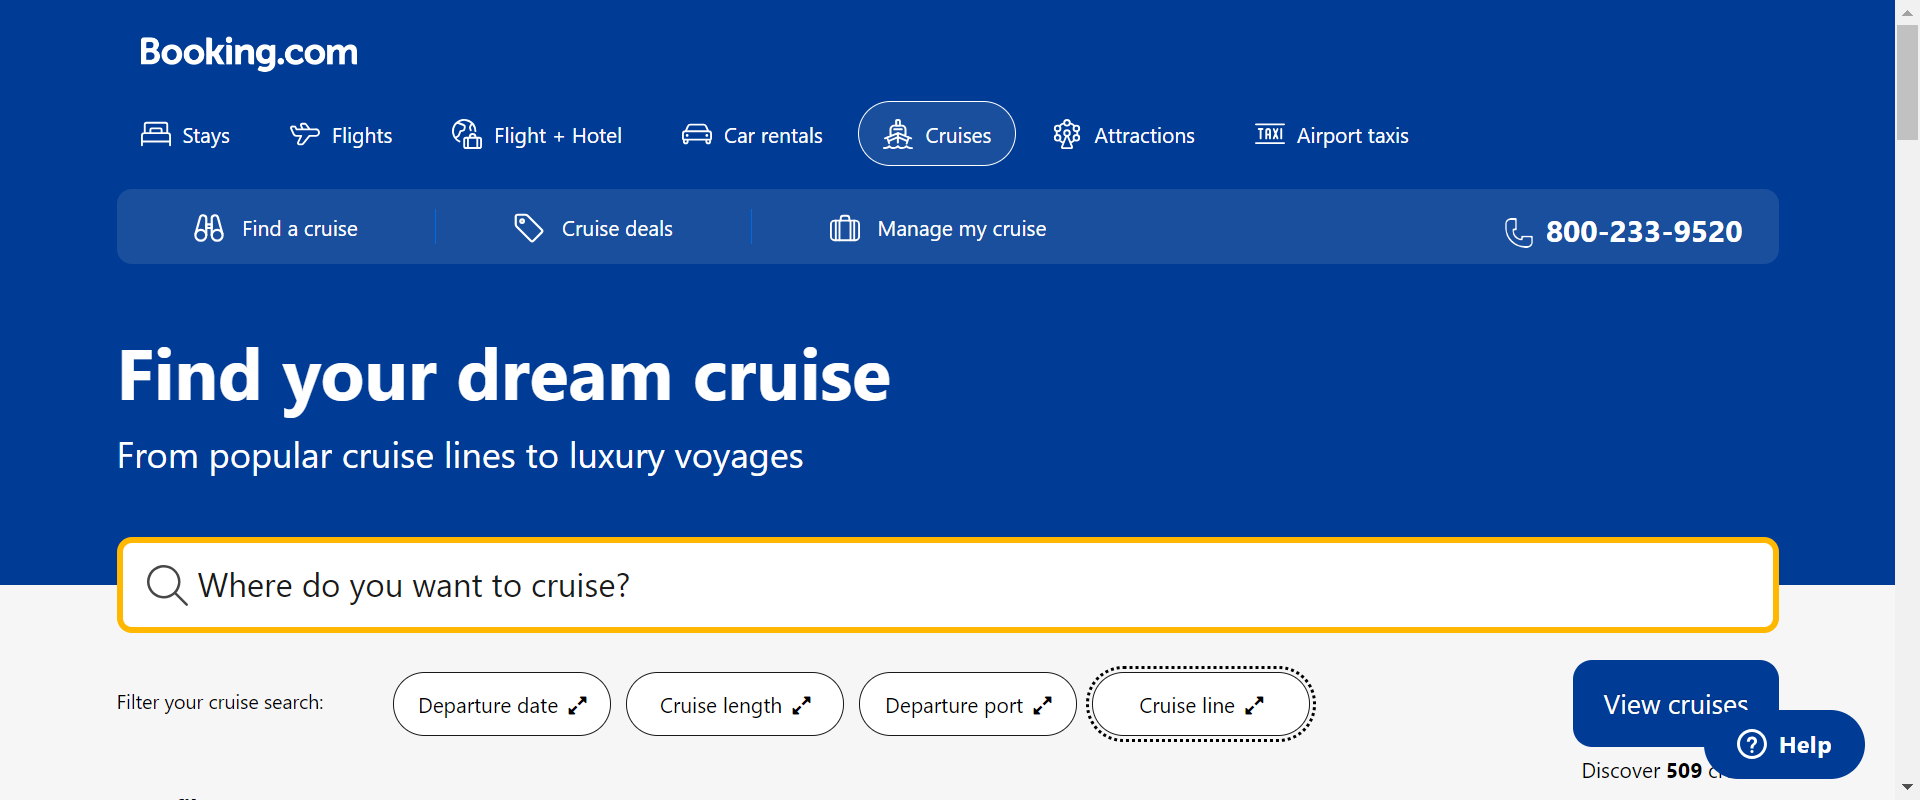 Booking.com
Stays Flights Flight + Hotel Car rentals Cruises Attractions TAXI Airport taxis
Find a cruise Cruise deals Manage my cruise 800-233-9520
Find your dream cruise
From popular cruise lines to luxury voyages
Where do you want to cruise?
Filter your cruise search: Departure date Cruise length Departure port Cruise line View cruises
Help
Discover 509